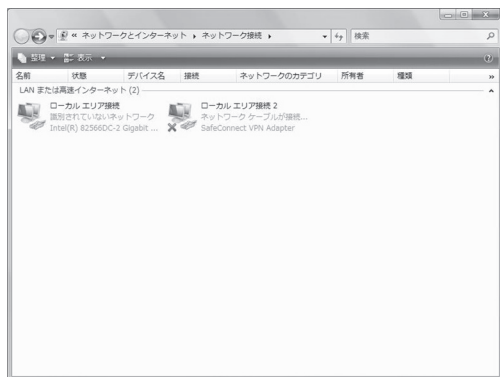 « ネットワークとインターネット ▸ ネットワーク接続 ▸ 検索
整理 表示
名前 状態 デバイス名 接続 ネットワークのカテゴリ 所有者 種類 »
LAN または高速インターネット (2)
ローカル エリア接続
識別されていないネットワーク
Intel(R) 82566DC-2 Gigabit ...
ローカル エリア接続 2
ネットワーク ケーブルが接続...
SafeConnect VPN Adapter